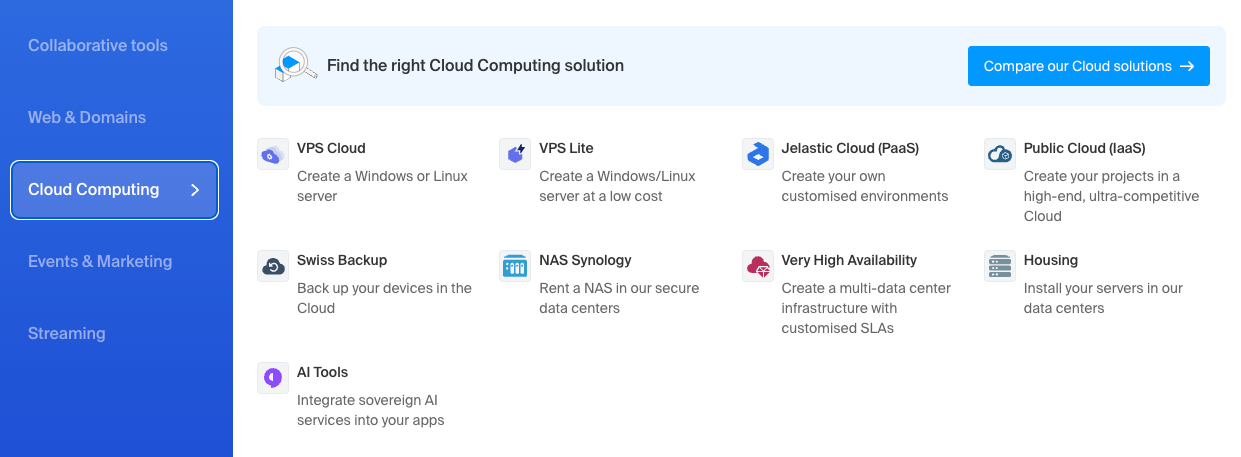 Collaborative tools
Web & Domains
Cloud Computing
Events & Marketing
Streaming
Find the right Cloud Computing solution
Compare our Cloud solutions →
VPS Cloud
Create a Windows or Linux
server
VPS Lite
Create a Windows/Linux
server at a low cost
Jelastic Cloud (PaaS)
Create your own
customised environments
Public Cloud (IaaS)
Create your projects in a
high-end, ultra-competitive
Cloud
Swiss Backup
Back up your devices in the
Cloud
NAS Synology
Rent a NAS in our secure
data centers
Very High Availability
Create a multi-data center
infrastructure with
customised SLAs
Housing
Install your servers in our
data centers
AI Tools
Integrate sovereign AI
services into your apps